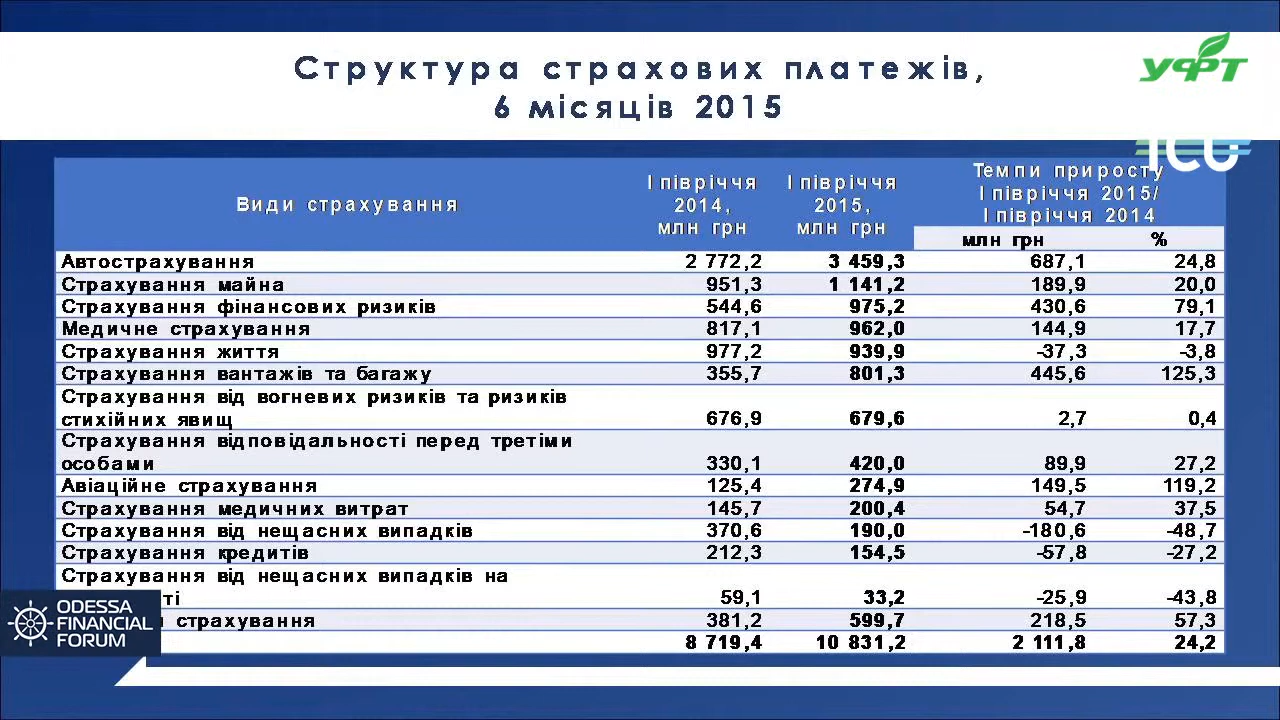 Структура страхових платежів,
6 місяців 2015
УФТ
ICU
Види страхування
I півріччя
2014,
млн грн
I півріччя
2015,
млн грн
Темпи приросту
I півріччя 2015/
I півріччя 2014
млн грн %
Автострахування 2 772,2 3 459,3 687,1 24,8
Страхування майна 951,3 1 141,2 189,9 20,0
Страхування фінансових ризиків 544,6 975,2 430,6 79,1
Медичне страхування 817,1 962,0 144,9 17,7
Страхування життя 977,2 939,9 -37,3 -3,8
Страхування вантажів та багажу 355,7 801,3 445,6 125,3
Страхування від вогневих ризиків та ризиків
стихійних явищ 676,9 679,6 2,7 0,4
Страхування відповідальності перед третіми
особами 330,1 420,0 89,9 27,2
Авіаційне страхування 125,4 274,9 149,5 119,2
Страхування медичних витрат 145,7 200,4 54,7 37,5
Страхування від нещасних випадків 370,6 190,0 -180,6 -48,7
Страхування кредитів 212,3 154,5 -57,8 -27,2
Страхування від нещасних випадків на
ті 59,1 33,2 -25,9 -43,8
страхування 381,2 599,7 218,5 57,3
8 719,4 10 831,2 2 111,8 24,2
ODESSA
FINANCIAL
FORUM